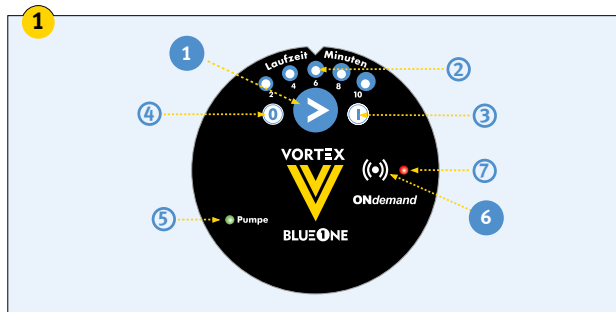 1
Laufzeit Minuten
1
2
2 4 6 8 10
4
0
>
I
3
VORTEX
7
ONdemand
5
Pumpe
6
BLUE1ONE